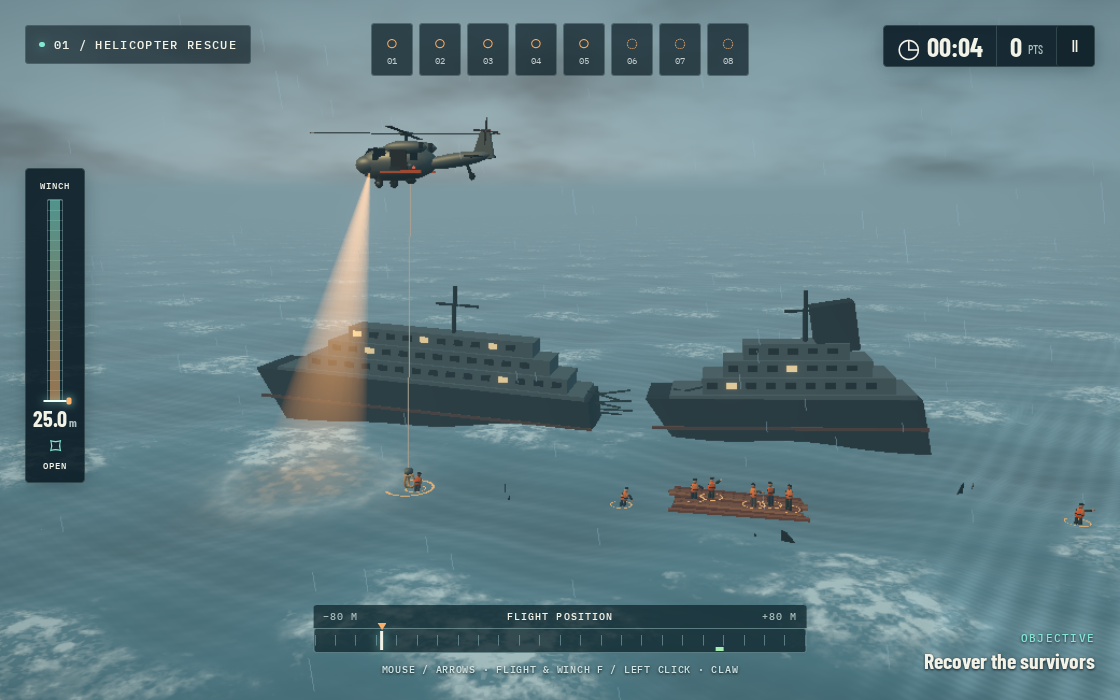 01 / HELICOPTER RESCUE
01 02 03 04 05 06 07 08
00:04 0 PTS
WINCH
25.0 m
OPEN
−80 M FLIGHT POSITION +80 M
MOUSE / ARROWS · FLIGHT & WINCH F / LEFT CLICK · CLAW
OBJECTIVE
Recover the survivors